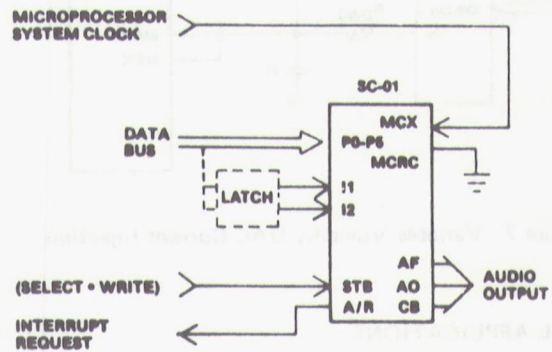 MICROPROCESSOR
SYSTEM CLOCK
SC-01
MCX
DATA
BUS
P0-P5
MCRC
LATCH
I1
I2
AF
(SELECT • WRITE)
STB
AO
AUDIO
OUTPUT
A/R
CB
INTERRUPT
REQUEST